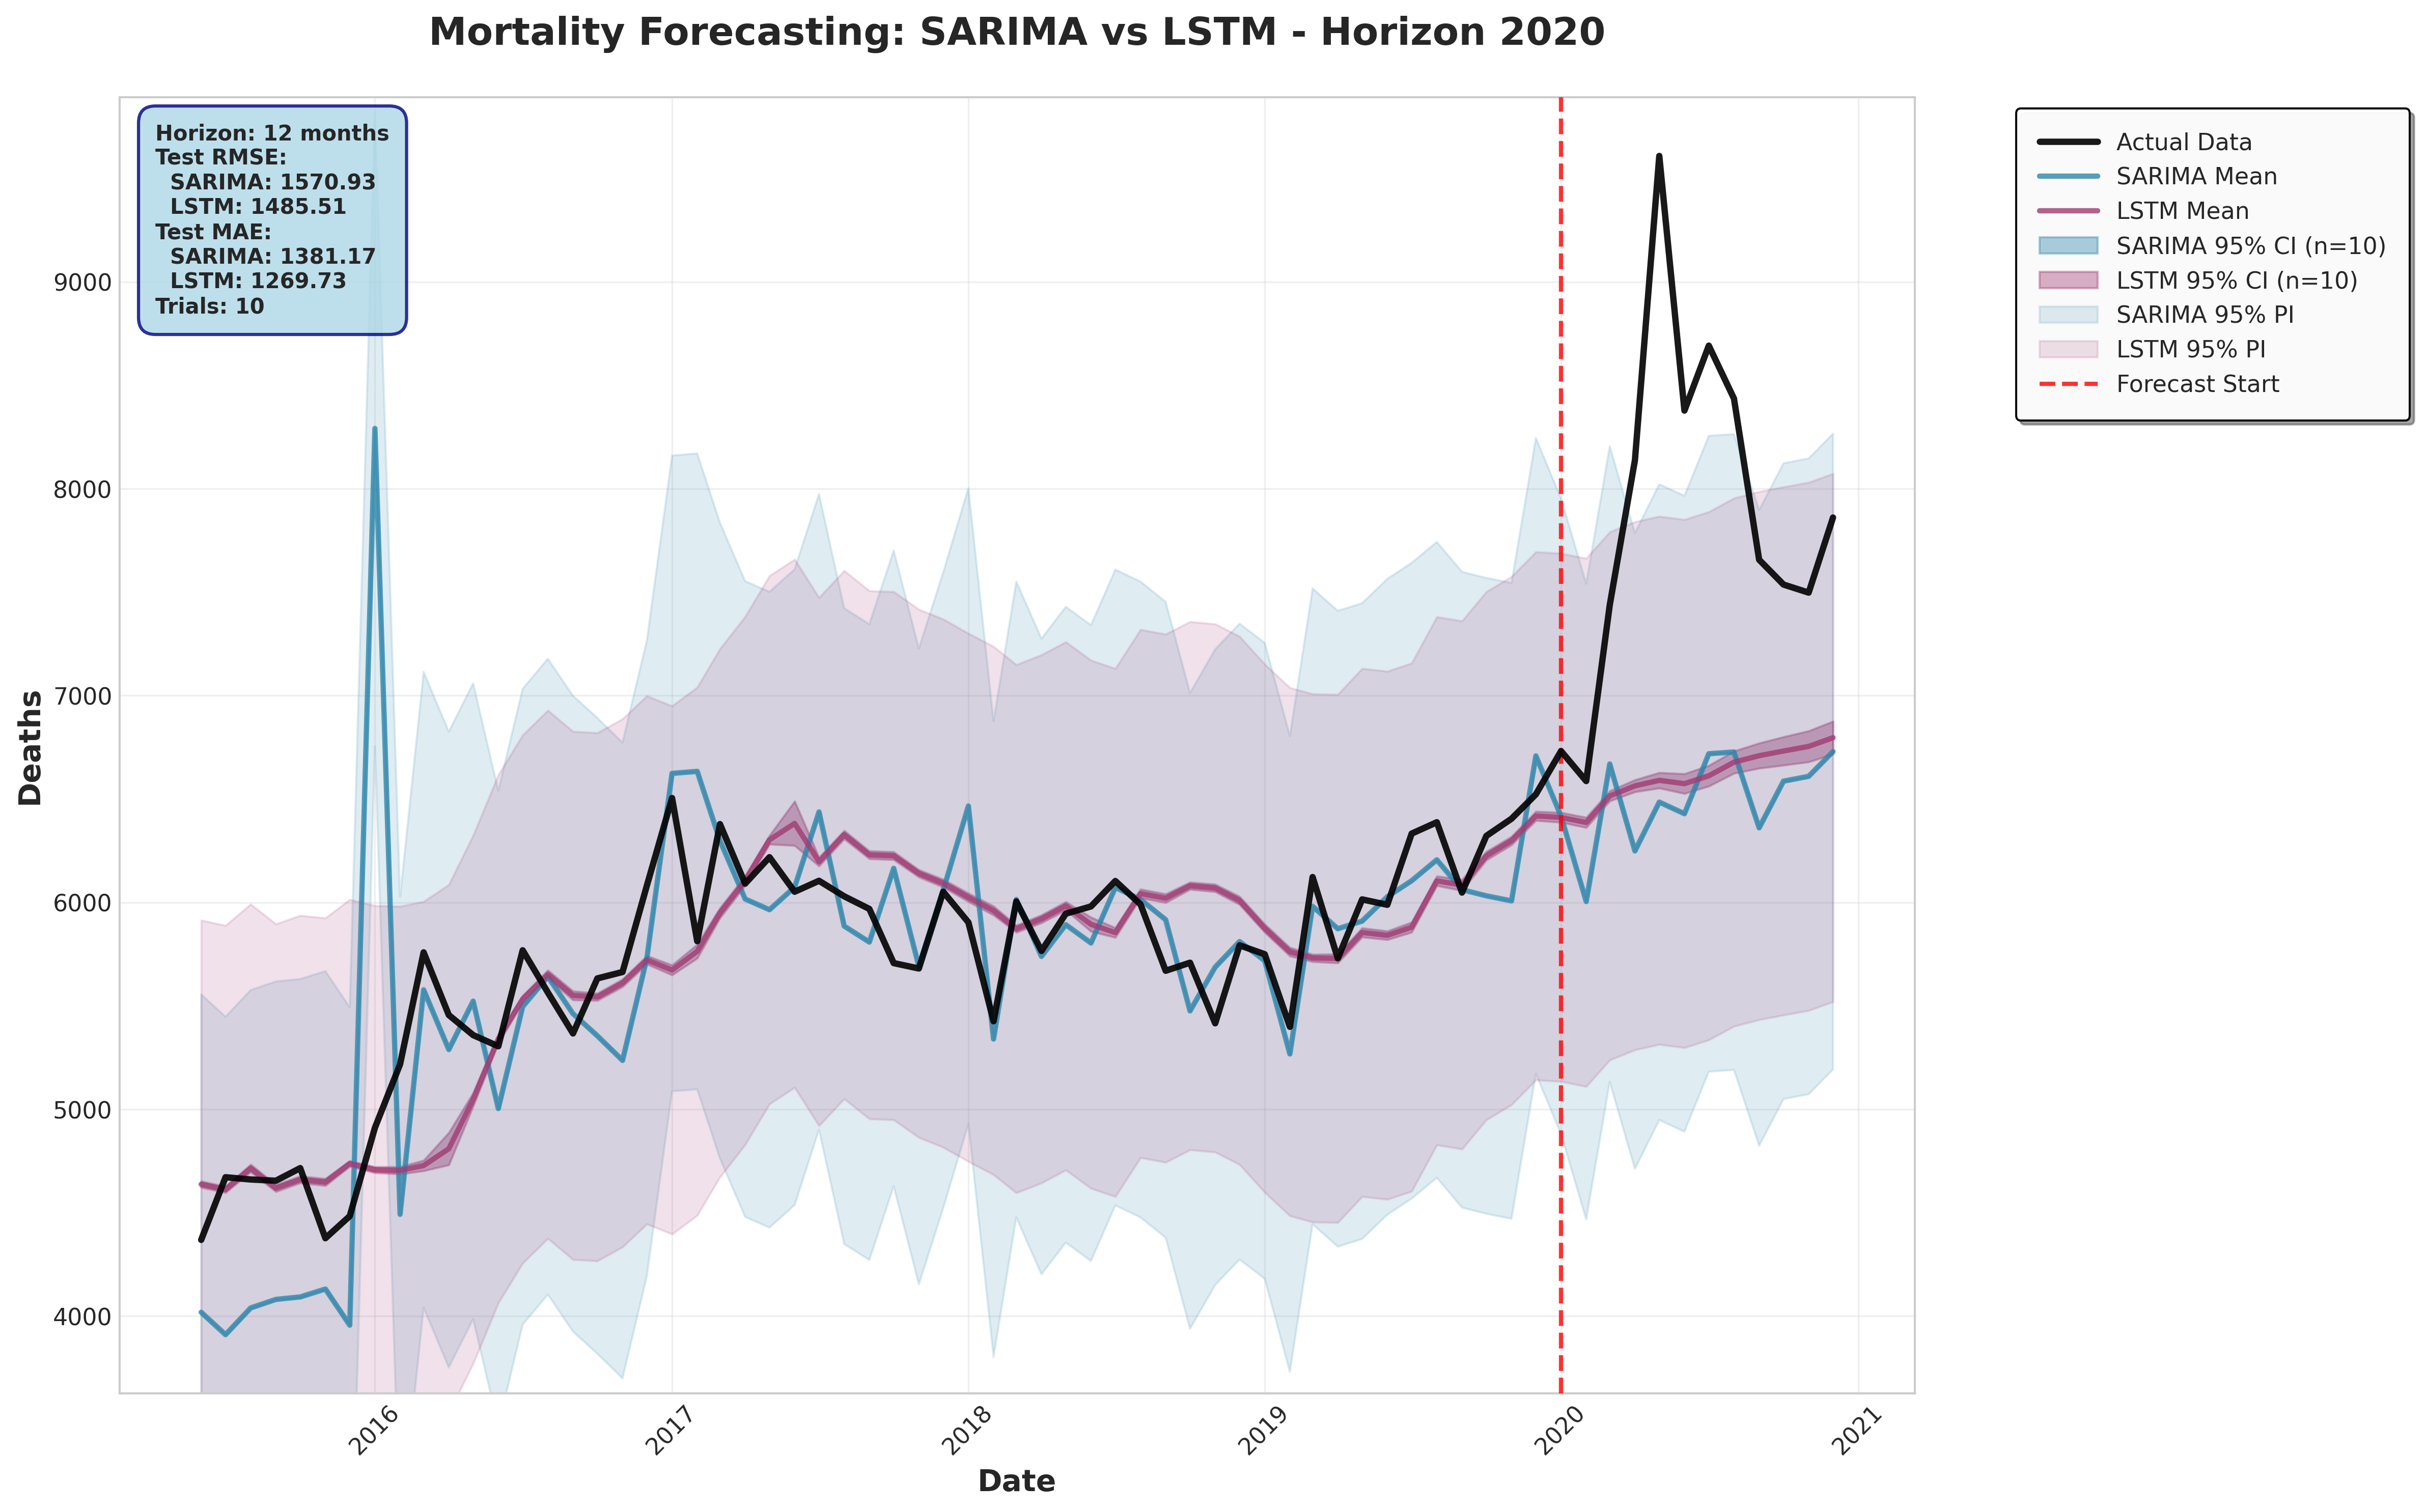 Mortality Forecasting: SARIMA vs LSTM - Horizon 2020
Horizon: 12 months
Test RMSE:
SARIMA: 1570.93
LSTM: 1485.51
Test MAE:
SARIMA: 1381.17
LSTM: 1269.73
Trials: 10
Actual Data
SARIMA Mean
LSTM Mean
SARIMA 95% CI (n=10)
LSTM 95% CI (n=10)
SARIMA 95% PI
LSTM 95% PI
Forecast Start
Deaths
9000
8000
7000
6000
5000
4000
2016
2017
2018
2019
2020
2021
Date